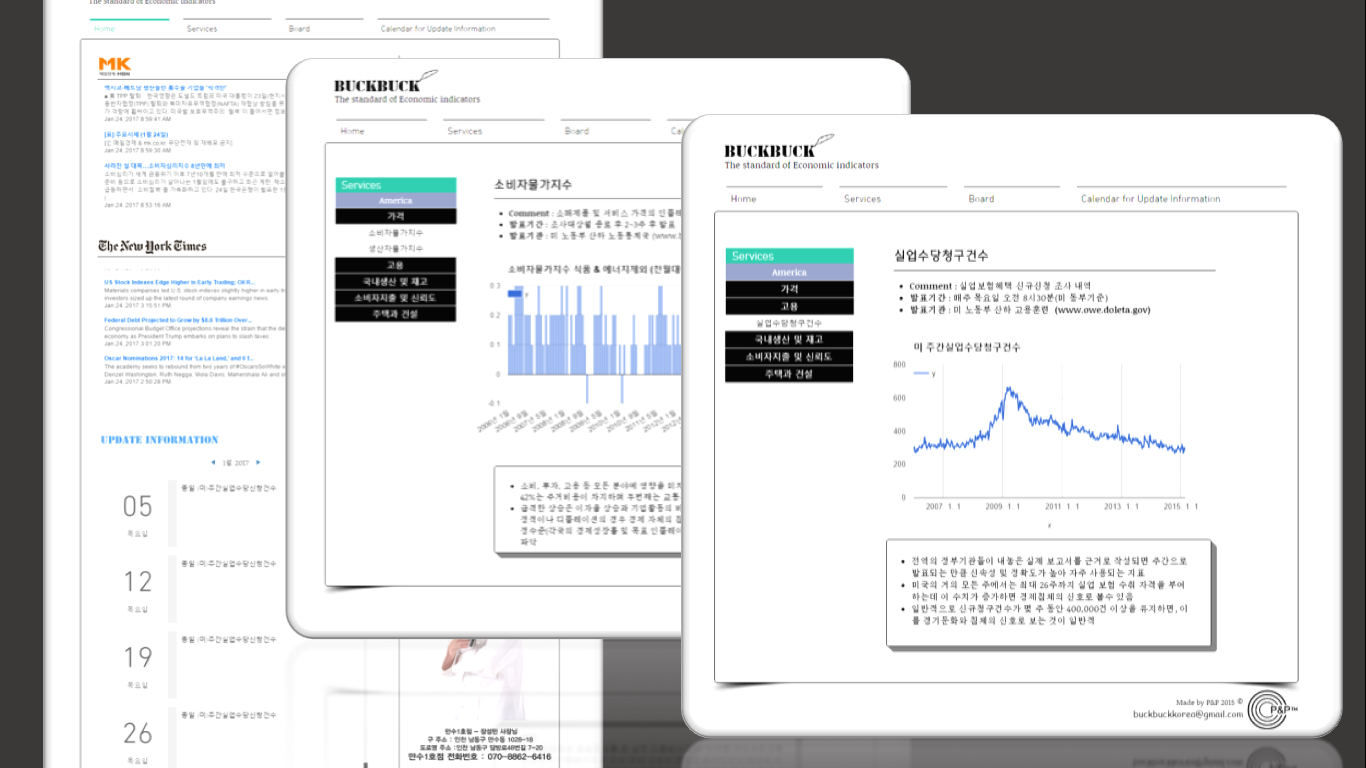 The standard of Economic indicators
Home
Services
Board
Calendar for Update Information
MK
[표] 주요시세 (1월 24일)
Jan 24, 2017 8:59:41 AM
Jan 24, 2017 8:59:30 AM
Jan 24, 2017 8:53:16 AM
The New York Times
US Stock Indexes Edge Higher in Early Trading; Oil R...
Materials companies led U.S. stock indexes slightly higher in early
investors sized up the latest round of company earnings news.
Jan 24, 2017 3:15:51 PM
Federal Debt Projected to Grow by $8.6 Trillion Over...
Congressional Budget Office projections reveal the strain that the
economy as President Trump embarks on plans to slash taxes
Jan 24, 2017 3:01:20 PM
Oscar Nominations 2017: 14 for 'La La Land,' and 6 f...
The academy seeks to rebound from two years of #OscarsSoWhite
Denzel Washington, Ruth Negga, Viola Davis, Mahershala Ali and
Jan 24, 2017 2:50:28 PM
UPDATE INFORMATION
1월 2017
05
목요일
종일 (미)주간실업수당신청건수
12
목요일
종일 (미)주간실업수당신청건수
19
목요일
종일 (미)주간실업수당신청건수
26
목요일
종일 (미)주간실업수당신청건수
만수1호점 - 장성민 사장님
구 주소 : 인천 남동구 만수동 1029-18
도로명 주소 : 인천 남동구 담방로49번길 7-20
만수1호점 전화번호 : 070-8862-6416
BUCKBUCK
The standard of Economic indicators
Home
Services
Board
Services
America
가격
소비자물가지수
생산자물가지수
고용
국내생산 및 재고
소비자지출 및 신뢰도
주택과 건설
소비자물가지수
Comment : 소매제품 및 서비스 가격의 인플레
발표기간 : 조사대상월 종료 후 2~3주 후 발표
발표기관 : 미 노동부 산하 노동통계국
소비자물가지수 식품 & 에너지제외 (전월대
0.3
0.2
0.1
0
-0.1
소비, 투자, 고용 등 모든 분야에 영향을
42%는 주거비용이 차지하며 두번째는 교통
급격한 상승은 이자율 상승과 기업활동의
경직이나 디플레이션의 경우 경제 자체의
정수준(각국의 경제성장률 및 목표 인플레이
파악
BUCKBUCK
The standard of Economic indicators
Home
Services
Board
Calendar for Update Information
Services
America
가격
고용
실업수당청구건수
국내생산 및 재고
소비자지출 및 신뢰도
주택과 건설
실업수당청구건수
Comment : 실업보험혜택 신규신청 조사 내역
발표기간 : 매주 목요일 오전 8시30분(미 동부기준)
발표기관 : 미 노동부 산하 고용훈련 (www.owe.doleta.gov)
미 주간실업수당청구건수
y
800
600
400
200
0
2007 1 1
2009 1 1
2011 1 1
2013 1 1
2015 1 1
x
전역의 정부기관들이 내놓은 실제 보고서를 근거로 작성되면 주간으로
발표되는 만큼 신속성 및 정확도가 높아 자주 사용되는 지표
미국의 거의 모든 주에서는 최대 26주까지 실업 보험 수취 자격을 부여
하는데 이 수치가 증가하면 경제침체의 신호로 볼수 있음
일반적으로 신규청구건수가 몇 주 동안 400,000건 이상을 유지하면, 이
를 경기둔화와 침체의 신호로 보는 것이 일반적
Made by P&P 2015 ©
buckbuckkorea@gmail.com
P&P™